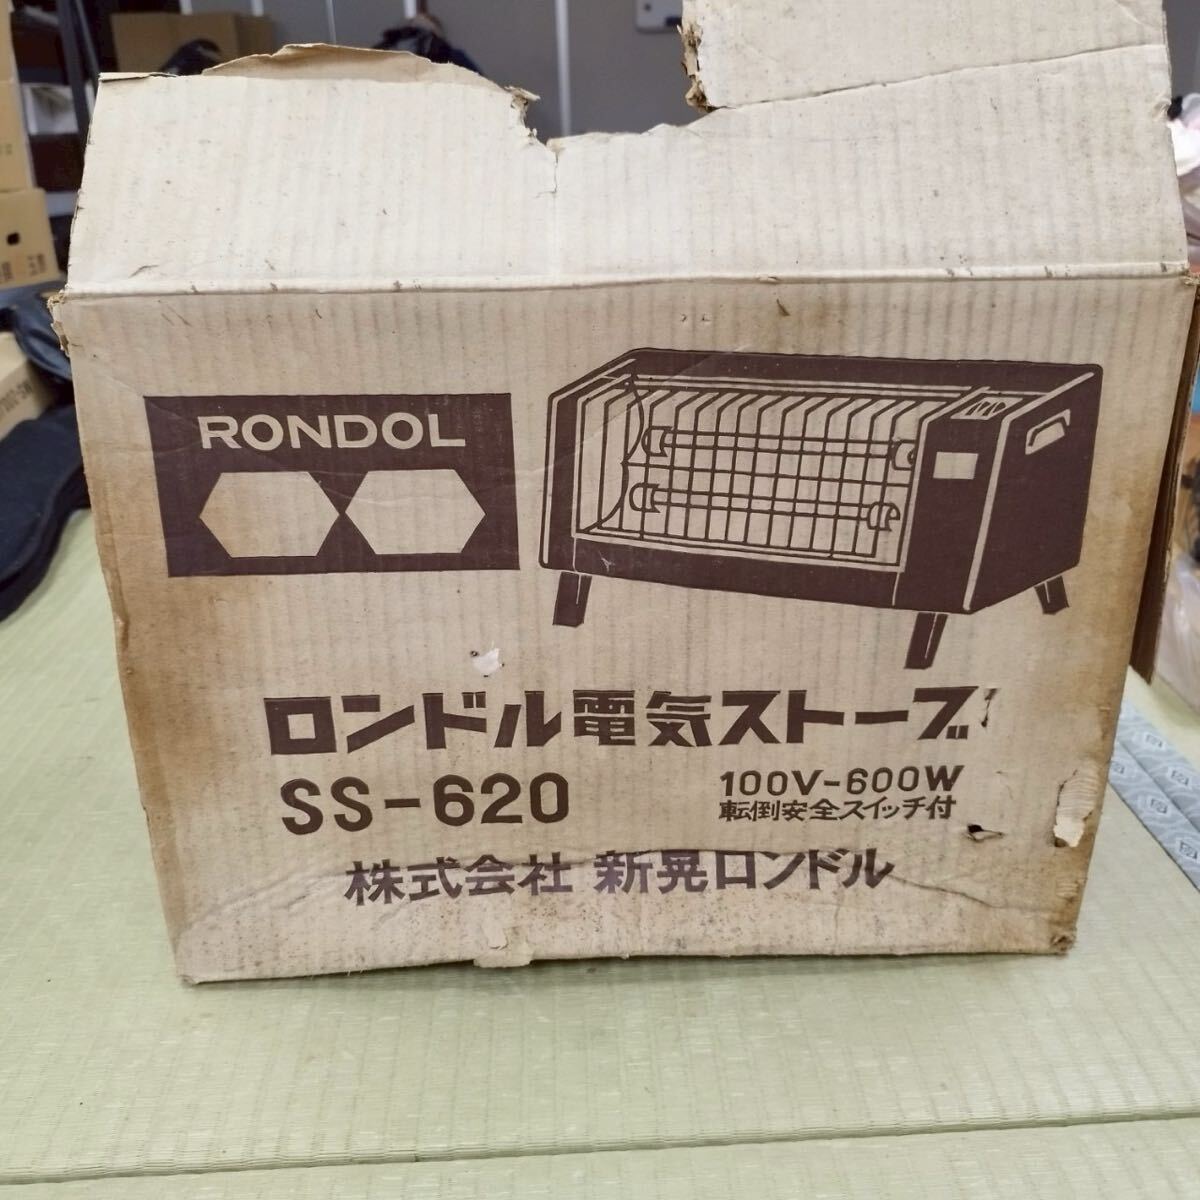 RONDOL
ロンドル電気ストーブ
SS-620
100V-600W
転倒安全スイッチ付
株式会社 新晃ロンドル